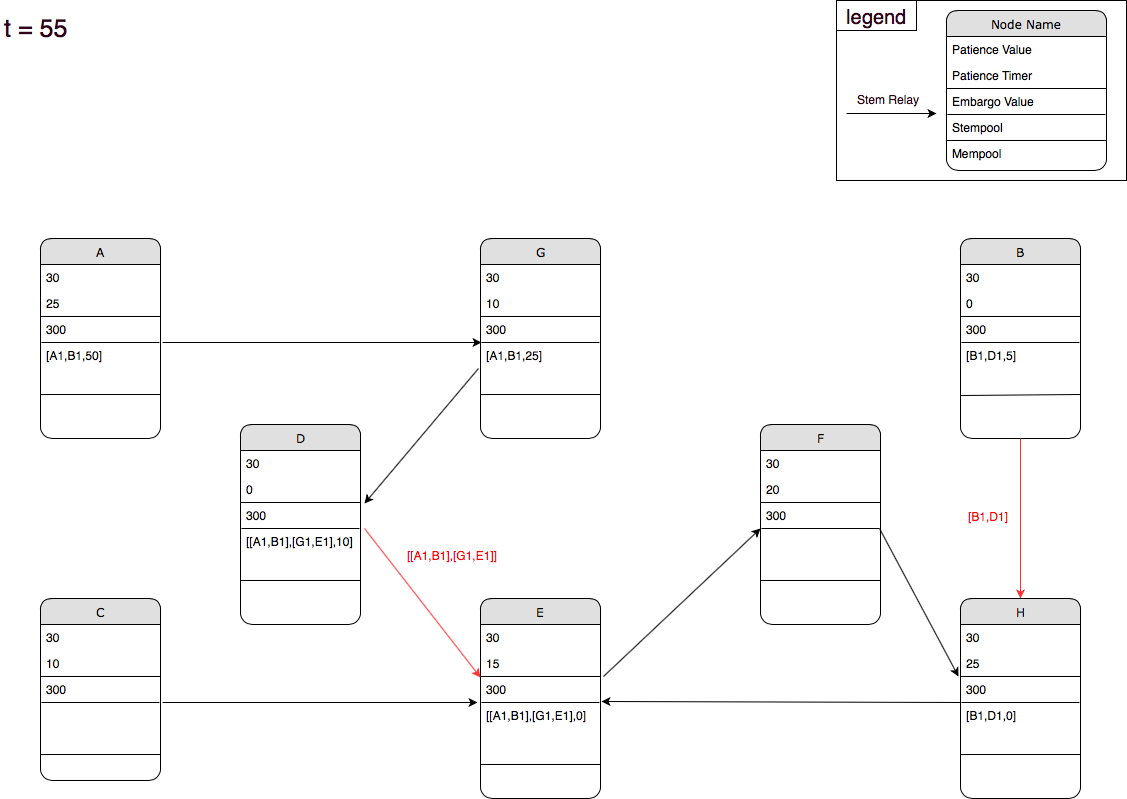 t = 55
legend
Node Name
Patience Value
Patience Timer
Embargo Value
Stempool
Mempool
Stem Relay
A
30
25
300
[A1,B1,50]
G
30
10
300
[A1,B1,25]
B
30
0
300
[B1,D1,5]
D
30
0
300
[[A1,B1],[G1,E1],10]
F
30
20
300
[B1,D1]
[[A1,B1],[G1,E1]]
C
30
10
300
E
30
15
300
[[A1,B1],[G1,E1],0]
H
30
25
300
[B1,D1,0]